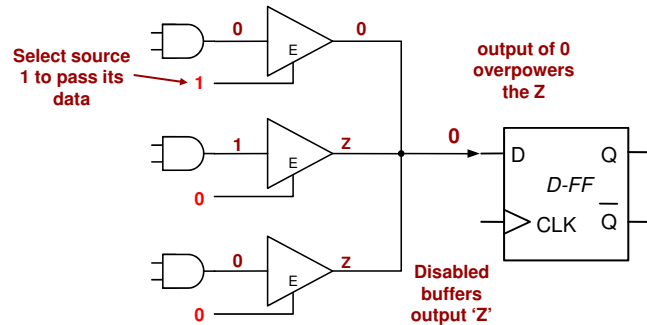 0
0
Select source
1 to pass its
data
E
1
output of 0
overpowers
the Z
1
Z
E
0
0
D
Q
D-FF
CLK
Q
0
Z
E
0
Disabled
buffers
output ‘Z’